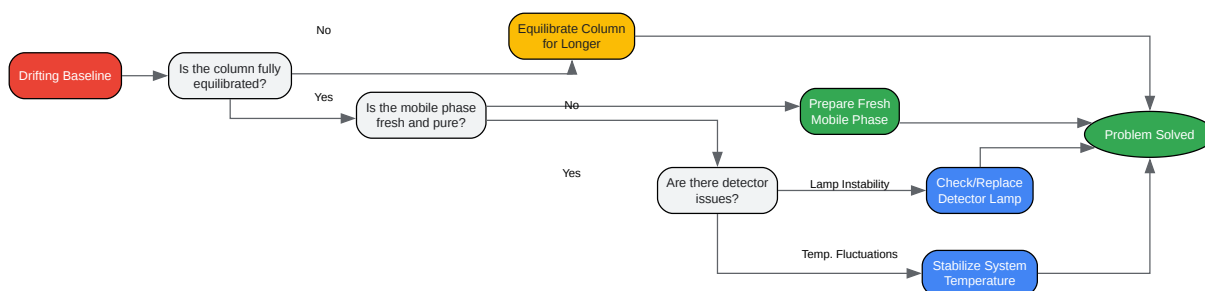 Drifting Baseline
Is the column fully
equilibrated?
No
Equilibrate Column
for Longer
Yes
Is the mobile phase
fresh and pure?
No
Prepare Fresh
Mobile Phase
Problem Solved
Yes
Are there detector
issues?
Lamp Instability
Check/Replace
Detector Lamp
Temp. Fluctuations
Stabilize System
Temperature